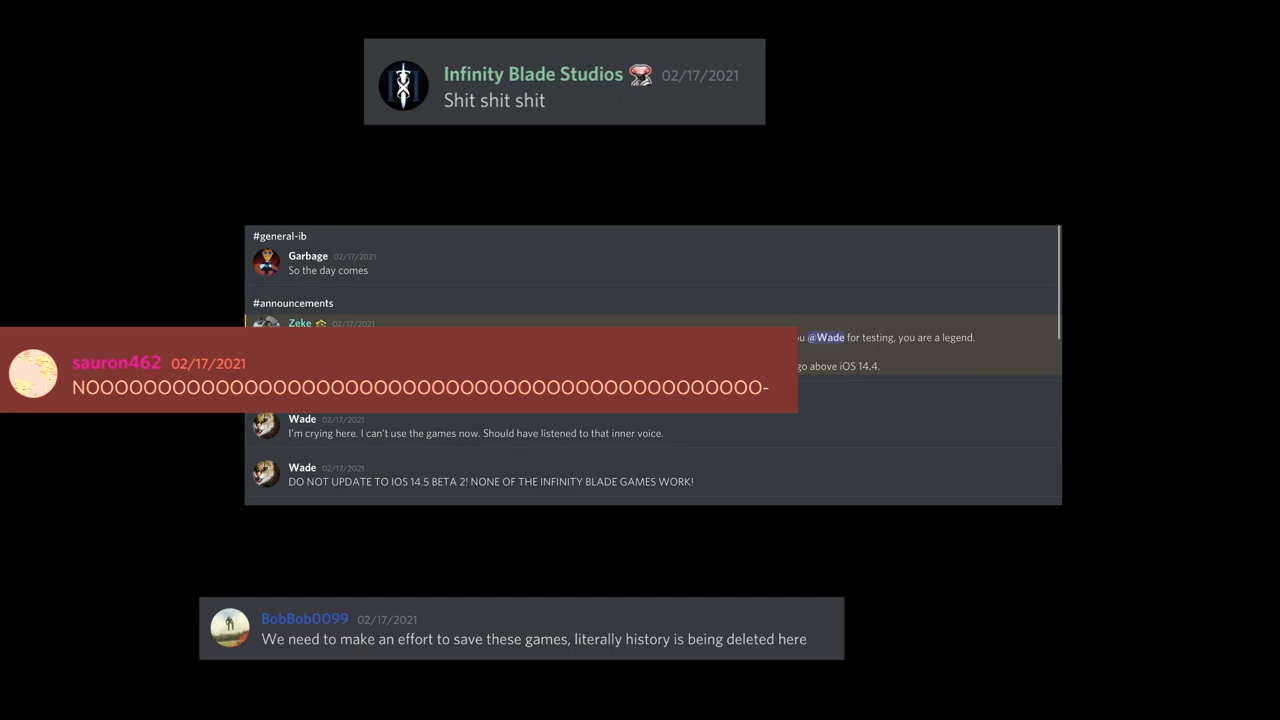 Infinity Blade Studios 02/17/2021
Shit shit shit
#general-ib
Garbage 02/17/2021
So the day comes
#announcements
Zeke 02/17/2021
@Wade for testing, you are a legend.
go above iOS 14.4.
sauron462 02/17/2021
NOOOOOOOOOOOOOOOOOOOOOOOOOOOOOOOOOOOOOOOOOOOOOOO-
Wade 02/17/2021
I'm crying here. I can't use the games now. Should have listened to that inner voice.
Wade 02/17/2021
DO NOT UPDATE TO IOS 14.5 BETA 2! NONE OF THE INFINITY BLADE GAMES WORK!
BobBob0099 02/17/2021
We need to make an effort to save these games, literally history is being deleted here